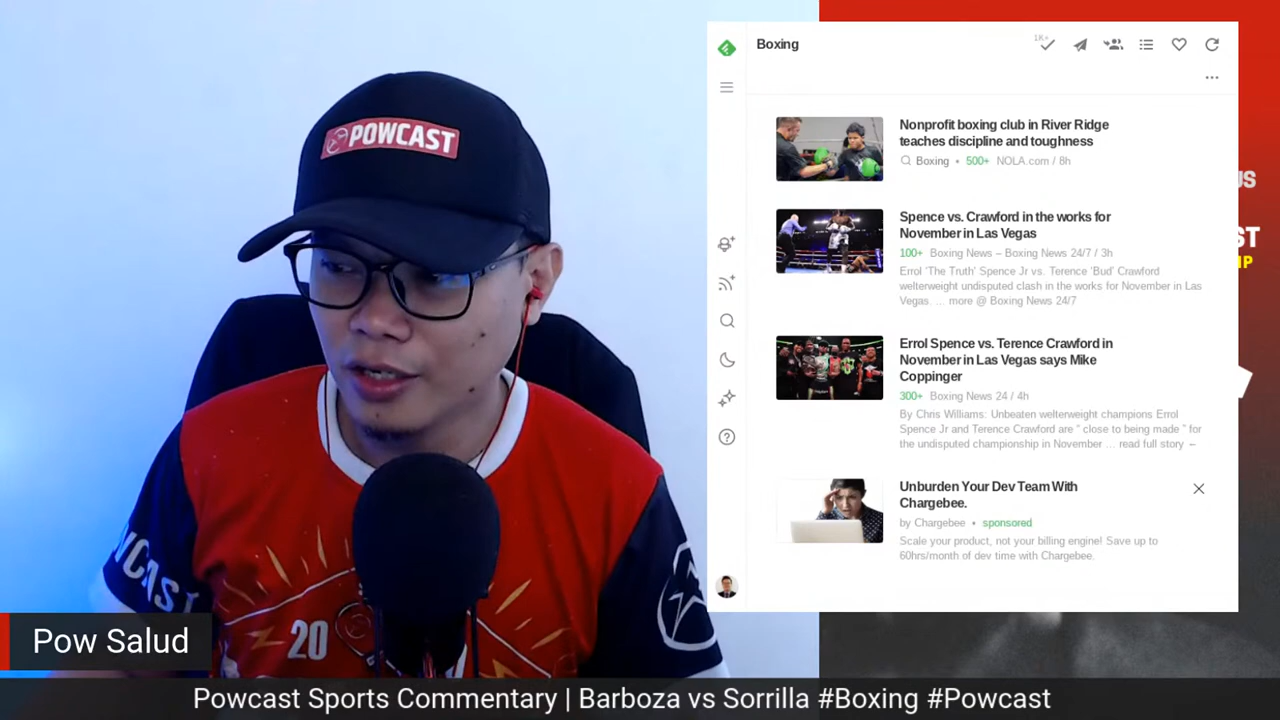 POWCAST
NCAST
20
Pow Salud
Powcast Sports Commentary | Barboza vs Sorrilla #Boxing #Powcast
Boxing
1K+
Nonprofit boxing club in River Ridge
teaches discipline and toughness
Boxing • 500+ NOLA.com / 8h
Spence vs. Crawford in the works for
November in Las Vegas
100+ Boxing News – Boxing News 24/7 / 3h
Errol ‘The Truth’ Spence Jr vs. Terence ‘Bud’ Crawford
welterweight undisputed clash in the works for November in Las
Vegas. ... more @ Boxing News 24/7
Errol Spence vs. Terence Crawford in
November in Las Vegas says Mike
Coppinger
300+ Boxing News 24 / 4h
By Chris Williams: Unbeaten welterweight champions Errol
Spence Jr and Terence Crawford are “ close to being made ” for
the undisputed championship in November ... read full story ←
Unburden Your Dev Team With
Chargebee.
by Chargebee • sponsored
Scale your product, not your billing engine! Save up to
60hrs/month of dev time with Chargebee.
US
ST
IP